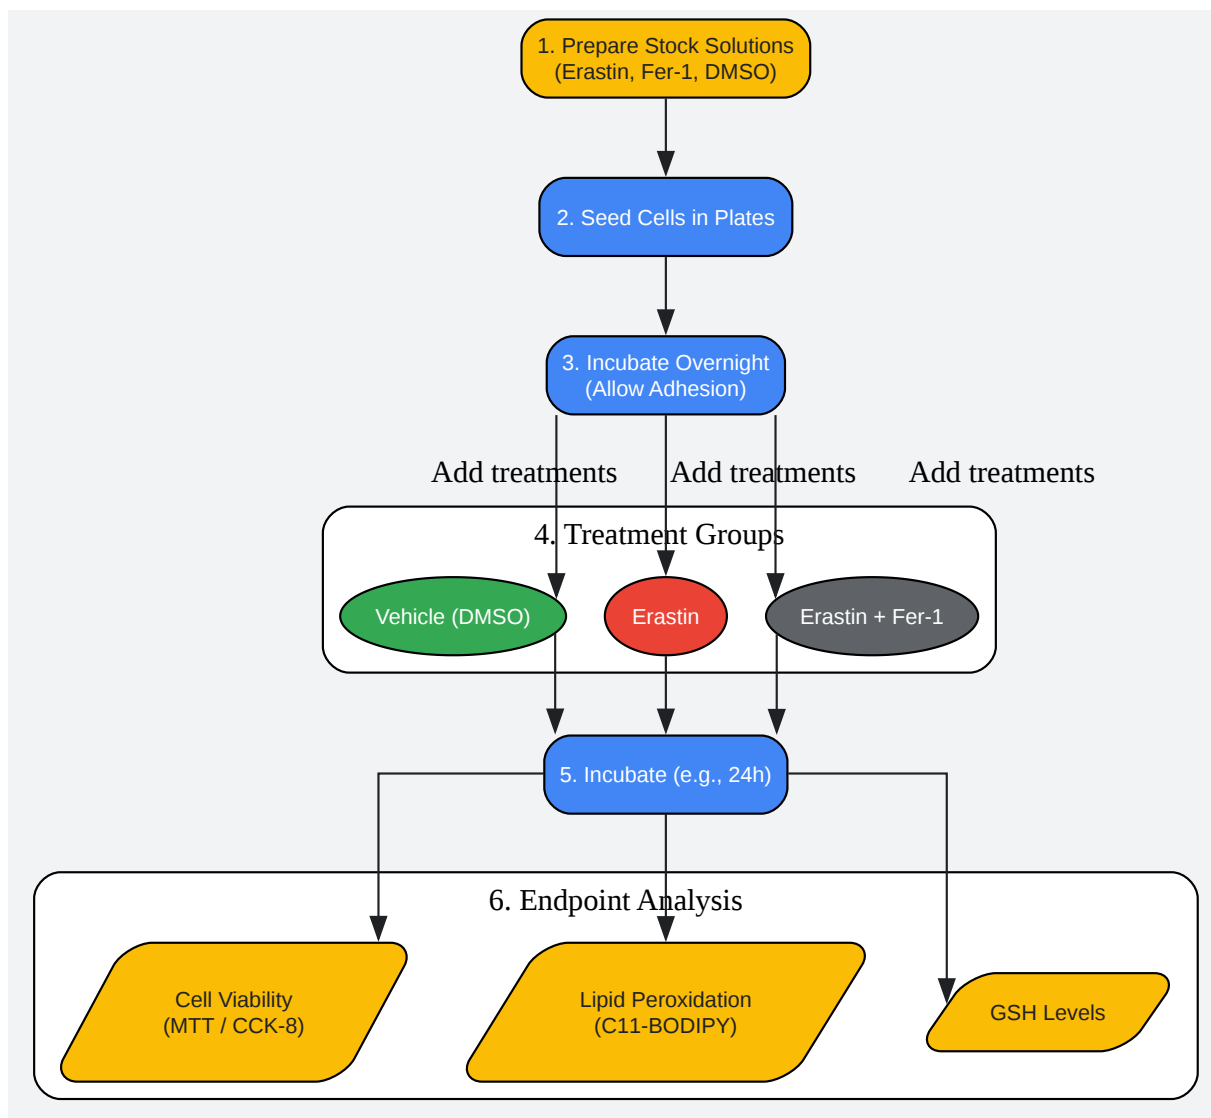 1. Prepare Stock Solutions
(Erastin, Fer-1, DMSO)
2. Seed Cells in Plates
3. Incubate Overnight
(Allow Adhesion)
Add treatments
Add treatments
Add treatments
4. Treatment Groups
Vehicle (DMSO)
Erastin
Erastin + Fer-1
5. Incubate (e.g., 24h)
6. Endpoint Analysis
Cell Viability
(MTT / CCK-8)
Lipid Peroxidation
(C11-BODIPY)
GSH Levels